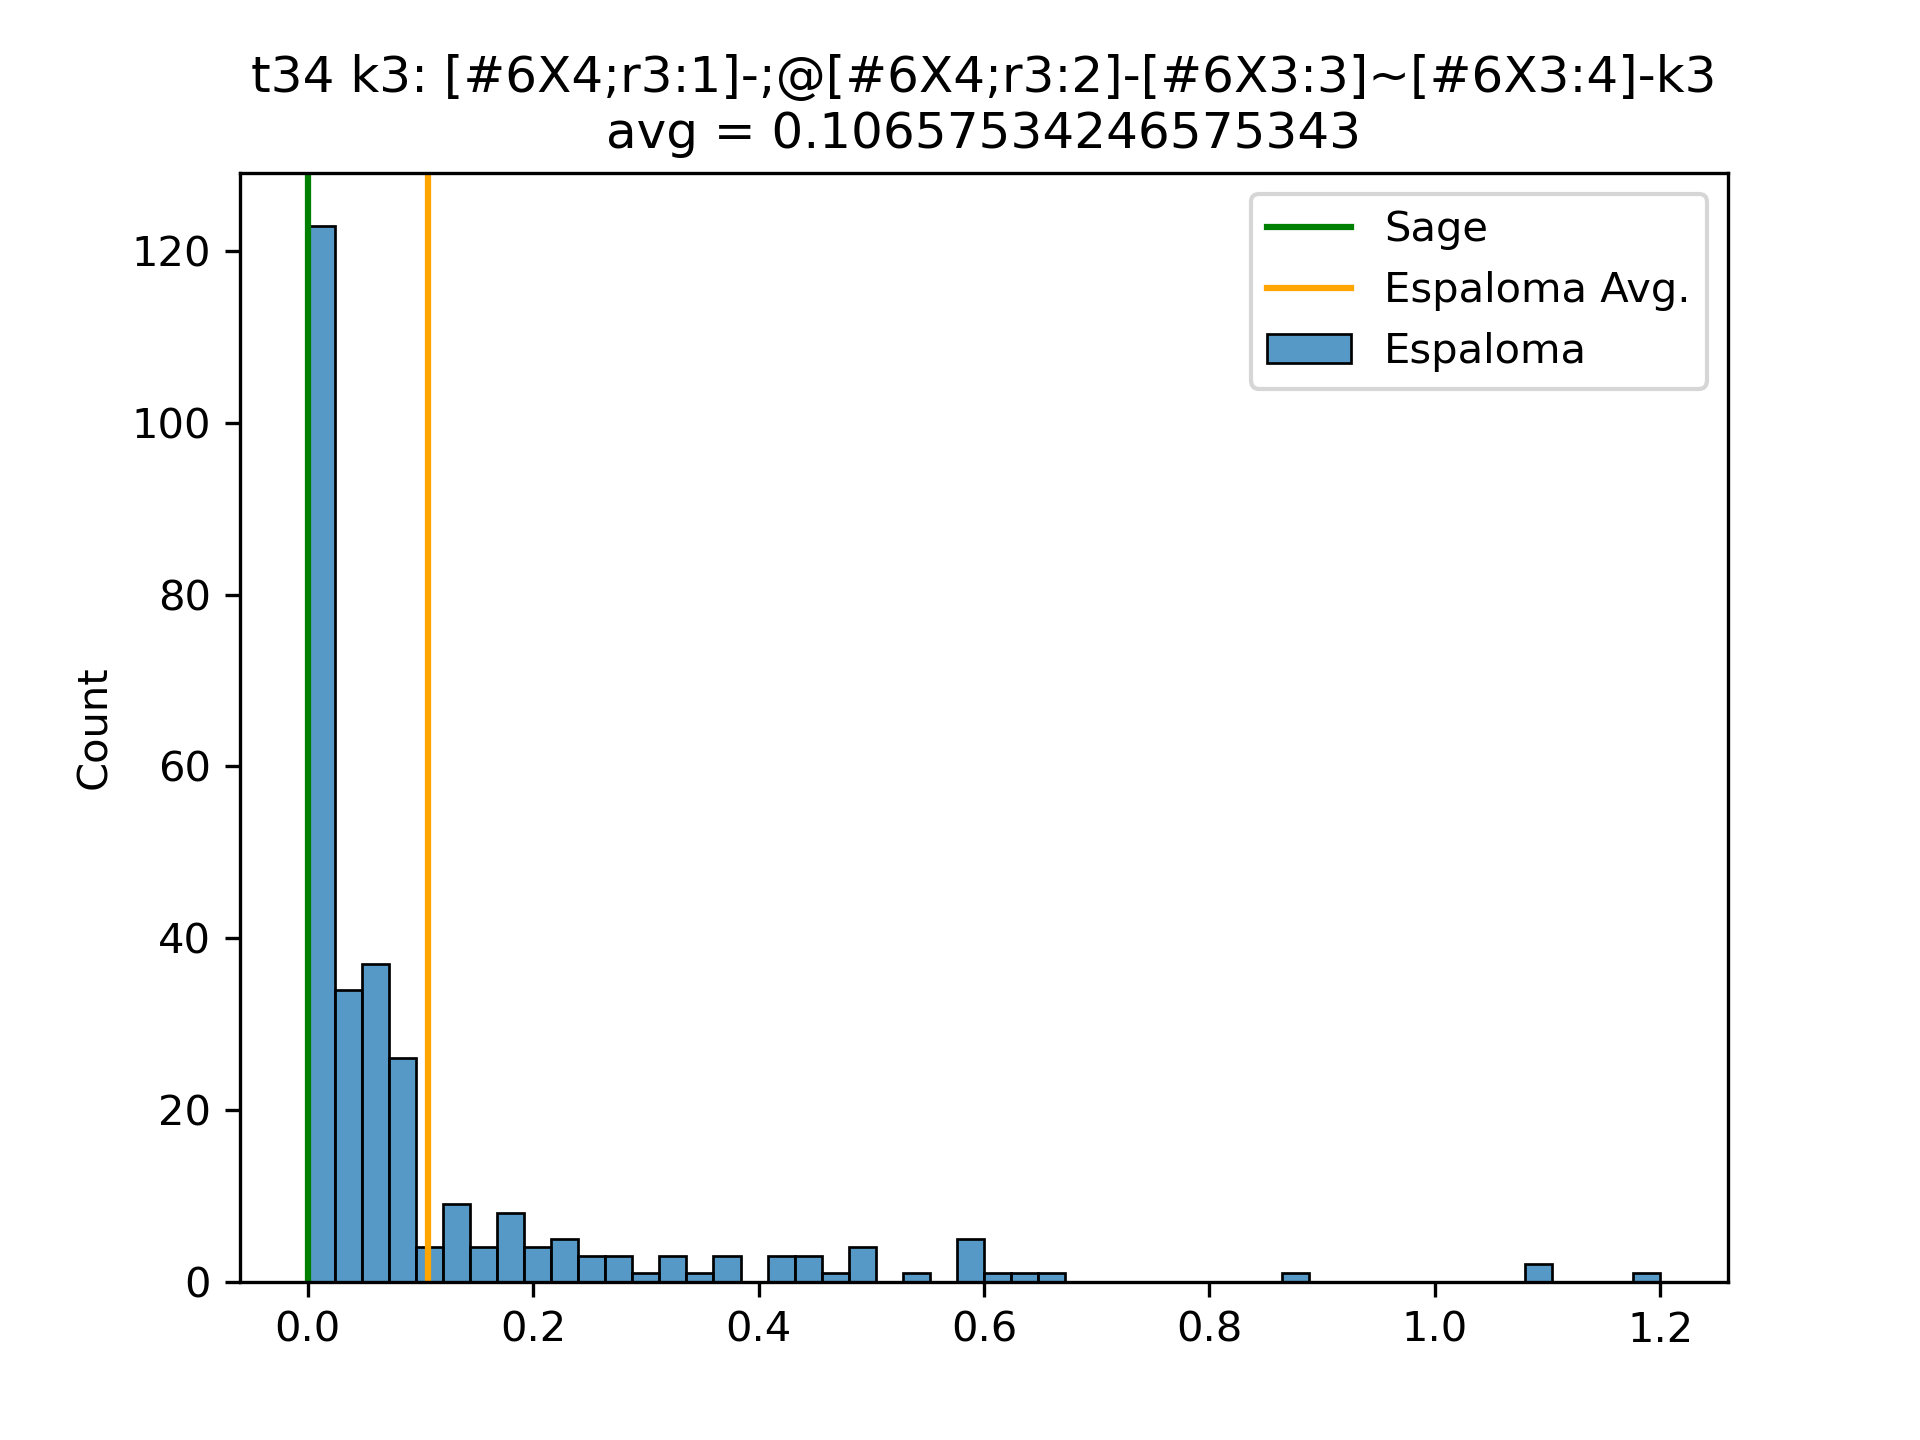 t34 k3: [#6X4;r3:1]-;@[#6X4;r3:2]-[#6X3:3]~[#6X3:4]-k3
avg = 0.10657534246575343
Sage
Espaloma Avg.
Espaloma
Count
120
100
80
60
40
20
0
0.0 0.2 0.4 0.6 0.8 1.0 1.2